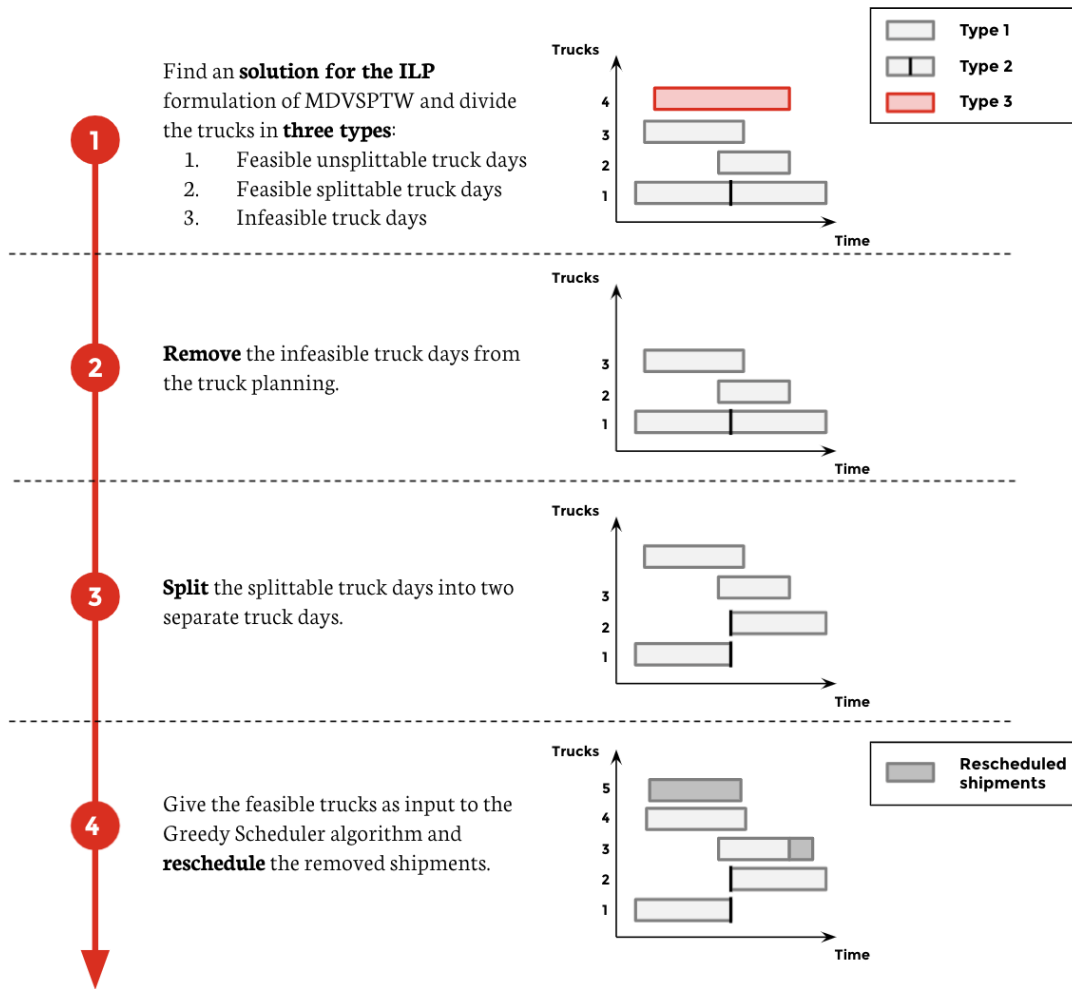 Trucks
Type 1
Type 2
Type 3
Find an solution for the ILP
formulation of MDVSPTW and divide
the trucks in three types:
1. Feasible unsplittable truck days
2. Feasible splittable truck days
3. Infeasible truck days
1
4
3
2
1
Time
Trucks
2
Remove the infeasible truck days from
the truck planning.
3
2
1
Time
Trucks
3
Split the splittable truck days into two
separate truck days.
3
2
1
Time
Trucks
Rescheduled
shipments
4
Give the feasible trucks as input to the
Greedy Scheduler algorithm and
reschedule the removed shipments.
5
4
3
2
1
Time